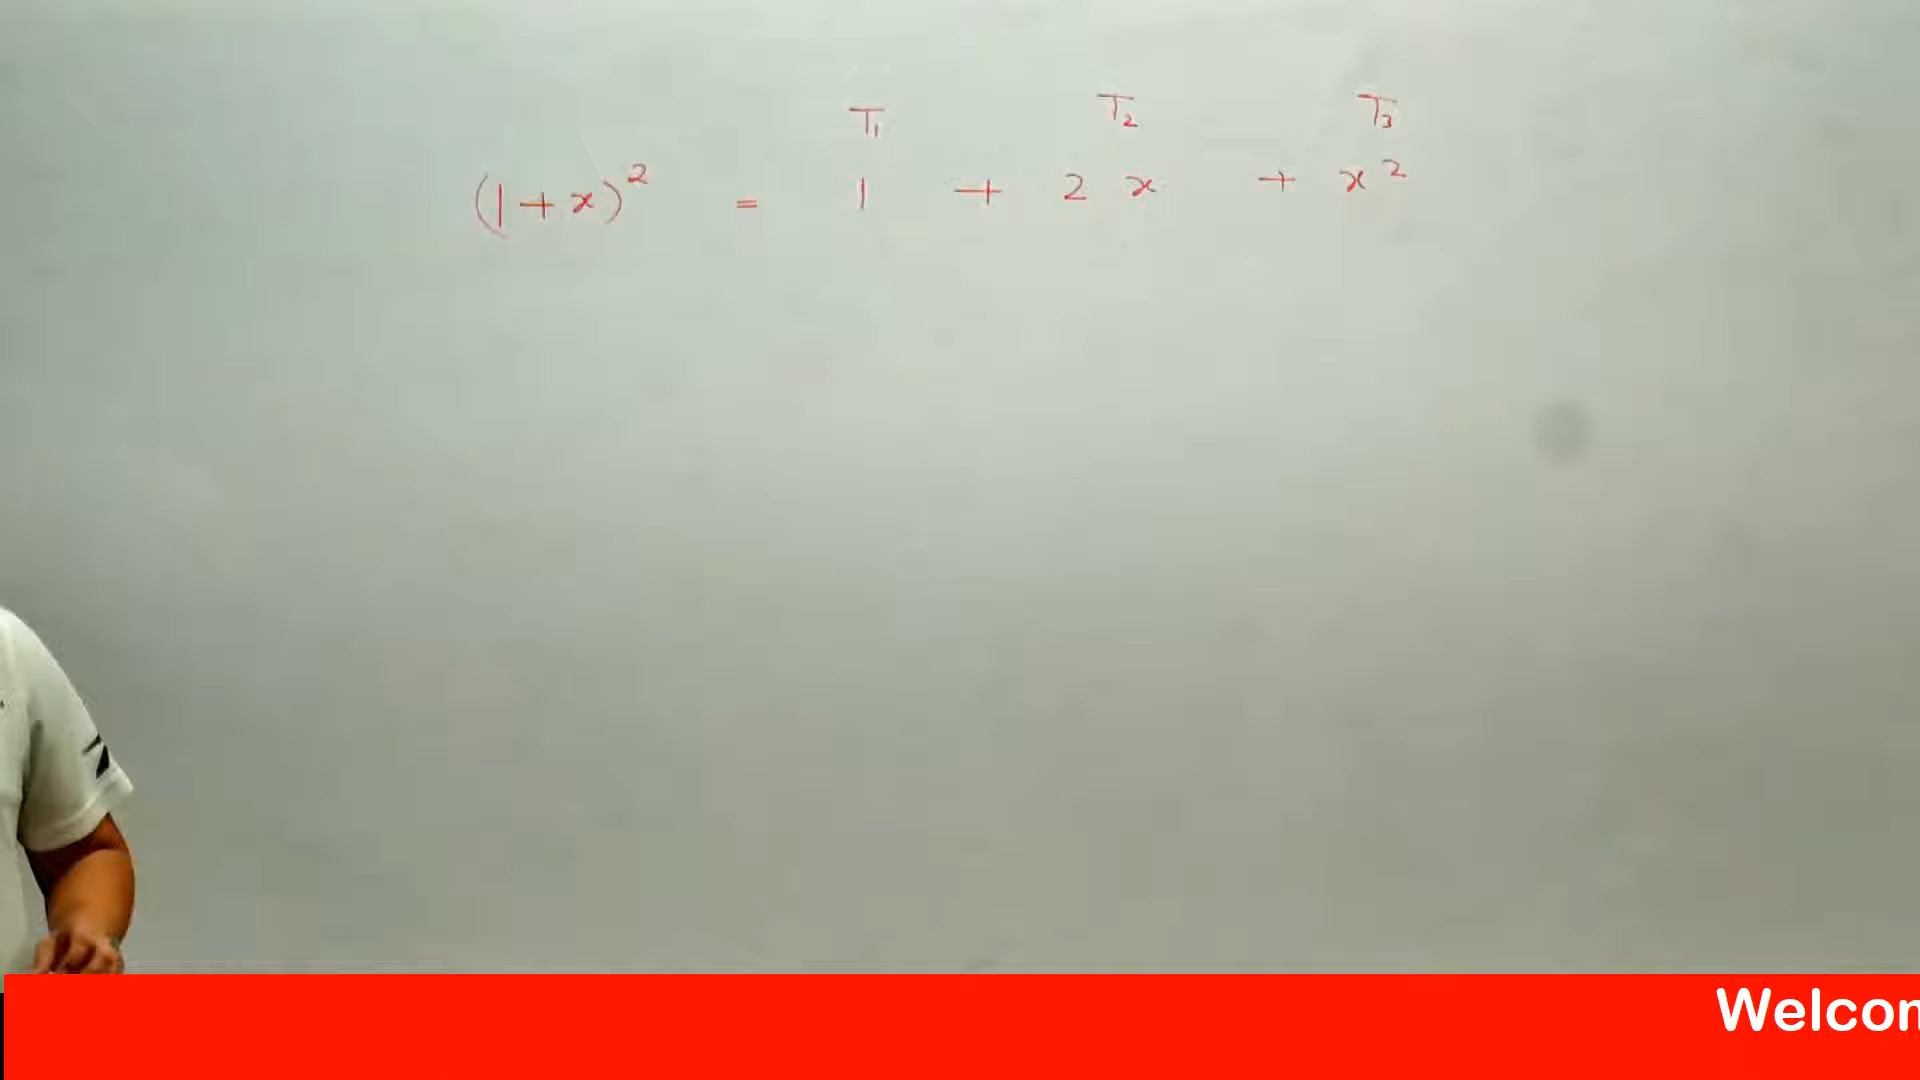 T₁ T₂ T₃
(1+x)² = 1 + 2x + x²
Welcom